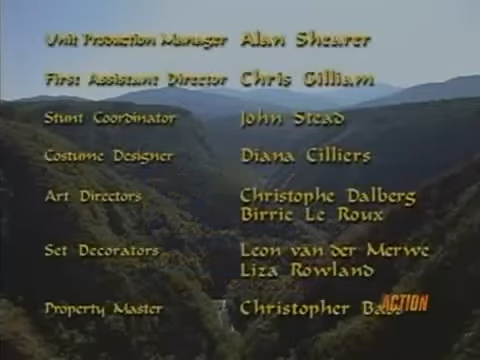 Unit Production Manager Alan Shearer
First Assistant Director Chris Gilliam
Stunt Coordinator John Stead
Costume Designer Diana Cilliers
Art Directors Christophe Dalberg
Birrie Le Roux
Set Decorators Leon van der Merwe
Liza Rowland
Property Master Christopher
ACTION